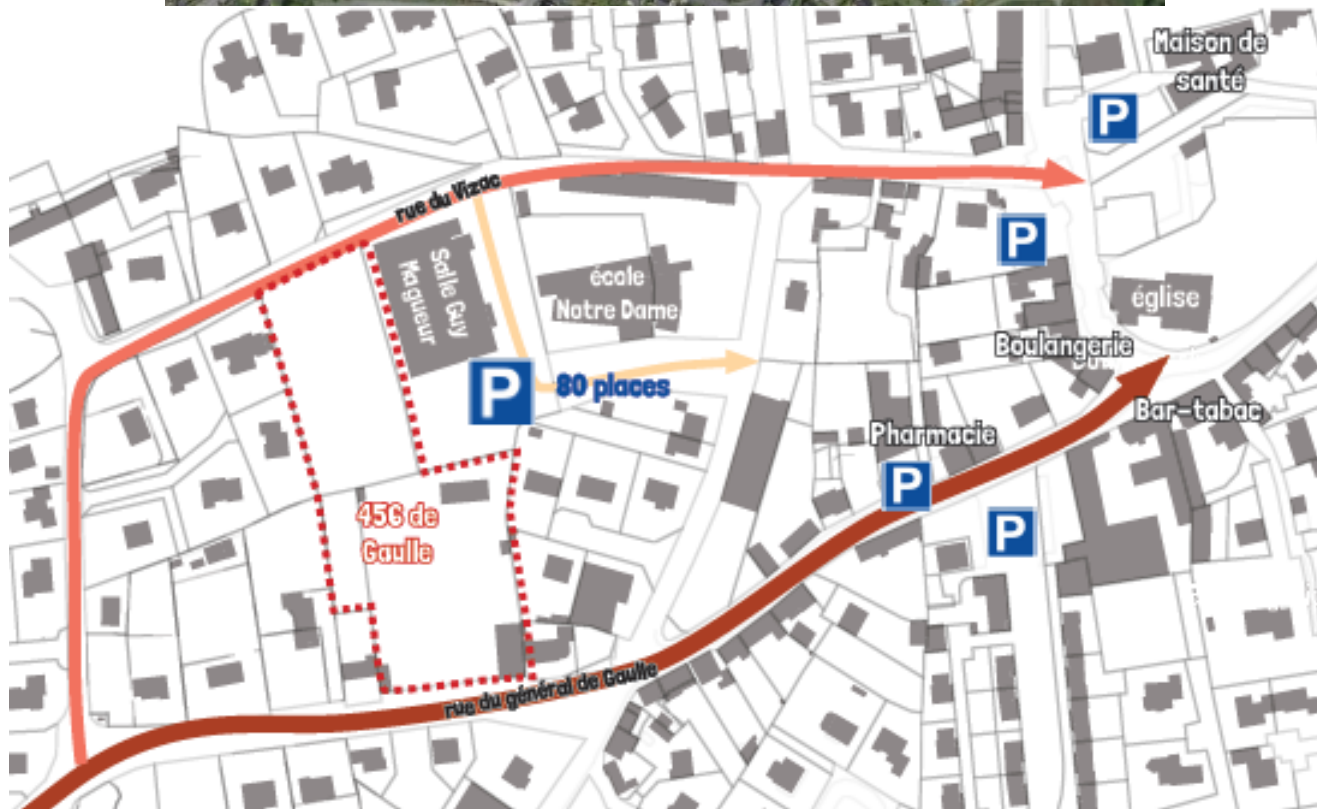 Maison de
santé
P
rue du Vizac
P
Salle Guy
Magueur
école
Notre Dame
église
Boulangerie
P
80 places
Bar-tabac
Pharmacie
P
45G de
Gaulle
P
rue du général de Gaulle